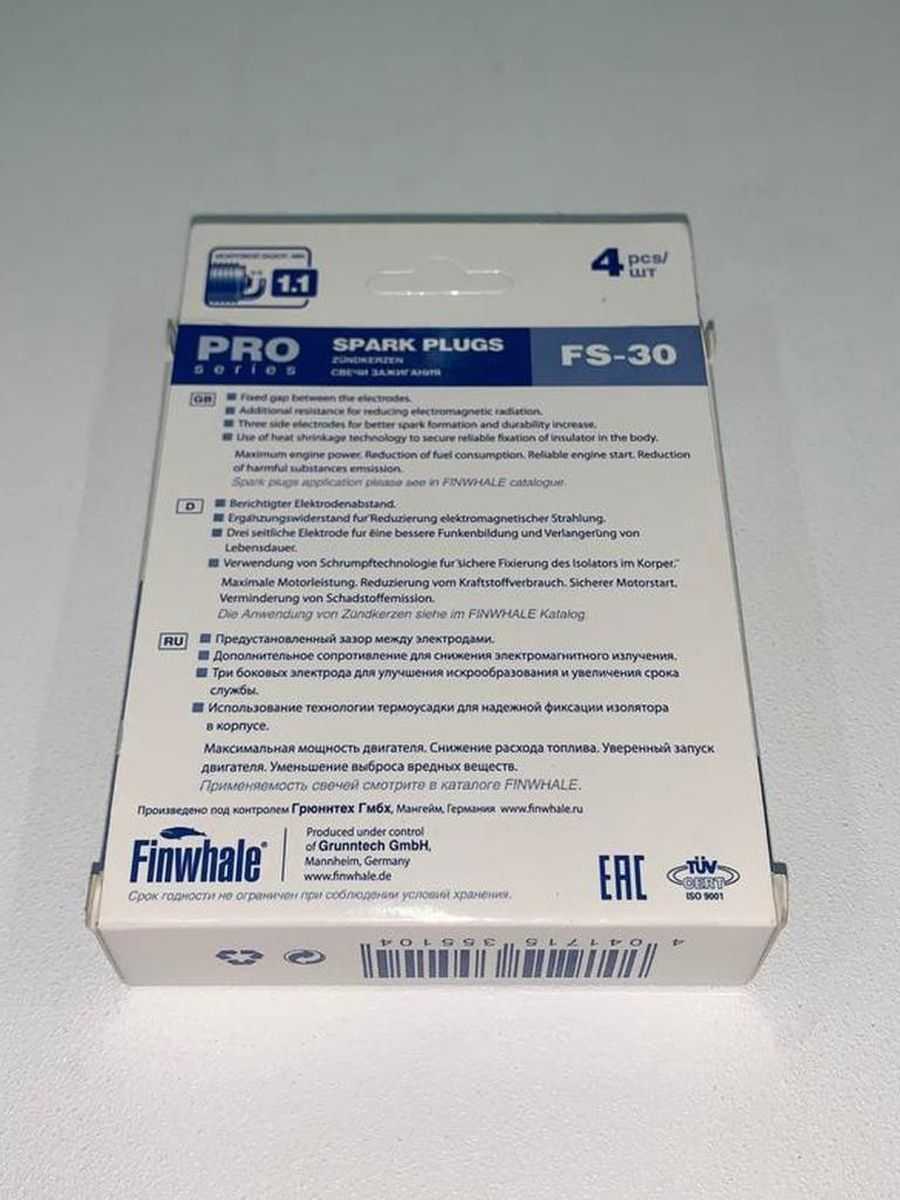 ИСКРОВОЙ ЗАЗОР, мм
1.1
4 pcs/
шт
PRO
series
SPARK PLUGS
ZÜNDKERZEN
СВЕЧИ ЗАЖИГАНИЯ
FS-30
GB
Fixed gap between the electrodes.
Additional resistance for reducing electromagnetic radiation.
Three side electrodes for better spark formation and durability increase.
Use of heat shrinkage technology to secure reliable fixation of insulator in the body.
Maximum engine power. Reduction of fuel consumption. Reliable engine start. Reduction
of harmful substances emsission.
Spark plugs application please see in FINWHALE catalogue.
D
Berichtigter Elektrodenabstand.
Ergahzungswiderstand fur"Reduzierung elektromagnetischer Strahlung.
Drei seitliche Elektrode fur ëine bessere Funkenbildung und Verlangerüng von
Lebensdauer.
Verwendung von Schrumpftechnologie fur"sichere Fixierung des Isolators im Korper."
Maximale Motorleistung. Reduzierung vom Kraftstoffverbrauch. Sicherer Motorstart.
Verminderung von Schadstoffemission.
Die Anwendung von Zündkerzen siehe im FINWHALE Katalog
RU
Предустановленный зазор между электродами.
Дополнительное сопротивление для снижения электромагнитного излучения.
Три боковых электрода для улучшения искрообразования и увеличения срока
службы.
Использование технологии термоусадки для надежной фиксации изолятора
в корпусе.
Максимальная мощность двигателя. Снижение расхода топлива. Уверенный запуск
двигателя. Уменьшение выброса вредных веществ.
Применяемость свечей смотрите в каталоге FINWHALE.
Произведено под контролем Грюннтех Гмбх, Мангейм, Германия www.finwhale.ru
Finwhale®
Produced under control
of Grunntech GmbH,
Mannheim, Germany
www.finwhale.de
EAC
TÜV
CERT
ISO 9001
Срок годности не ограничен при соблюдении условий хранения.
4 041715 355104